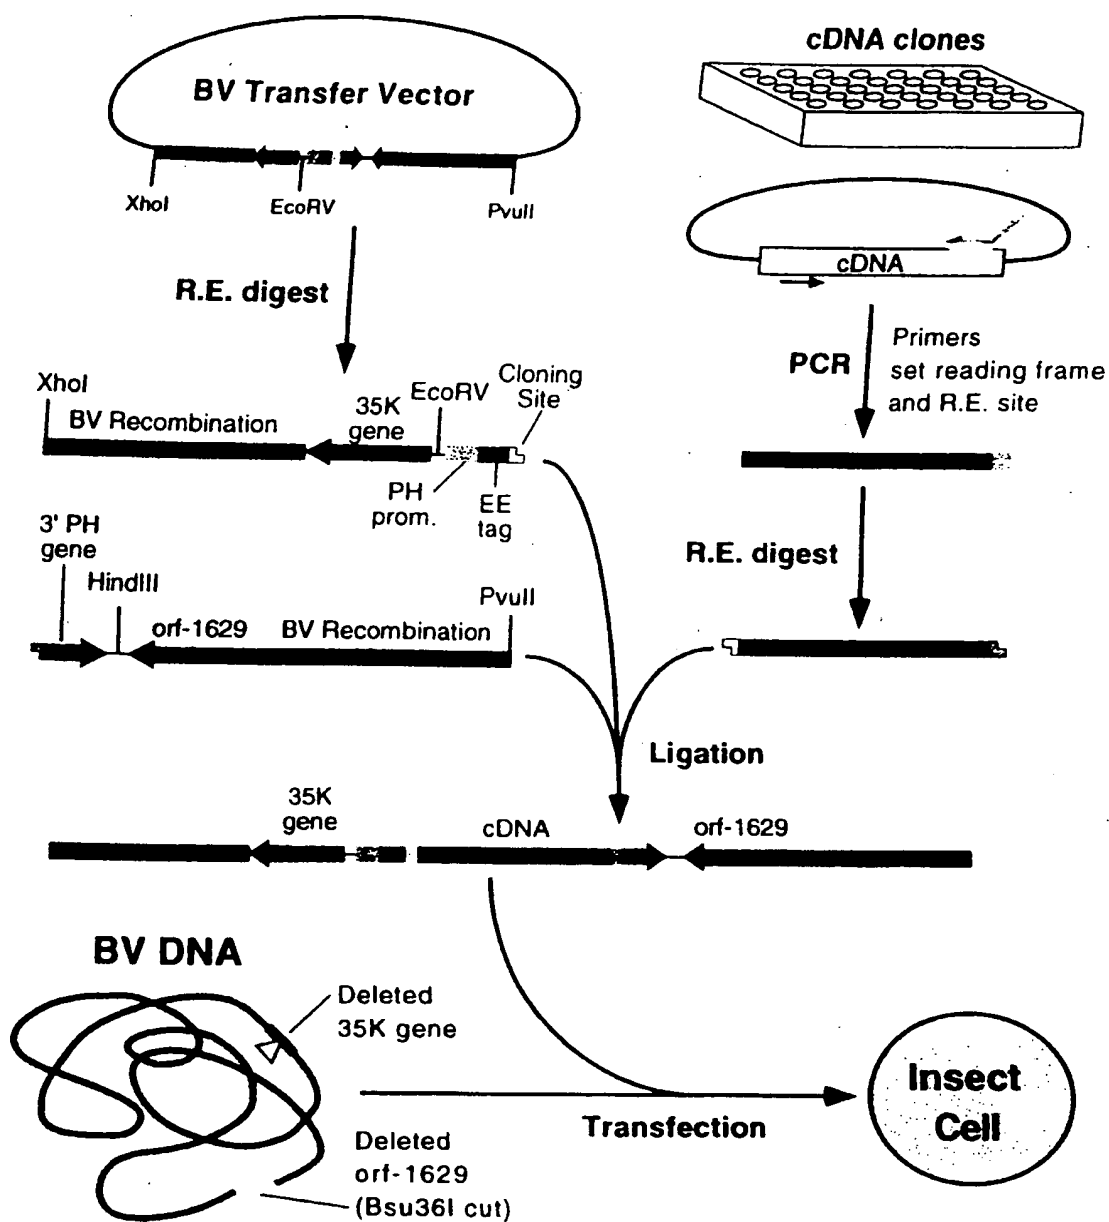 BV Transfer Vector
XhoI
EcoRV
PvuII
R.E. digest
XhoI
BV Recombination
35K
gene
EcoRV
Cloning
Site
PH
prom.
EE
tag
3' PH
gene
HindIII
orf-1629
BV Recombination
PvuII
cDNA clones
cDNA
PCR
Primers
set reading frame
and R.E. site
R.E. digest
Ligation
35K
gene
cDNA
orf-1629
BV DNA
Deleted
35K gene
Deleted
orf-1629
(Bsu36I cut)
Transfection
Insect
Cell